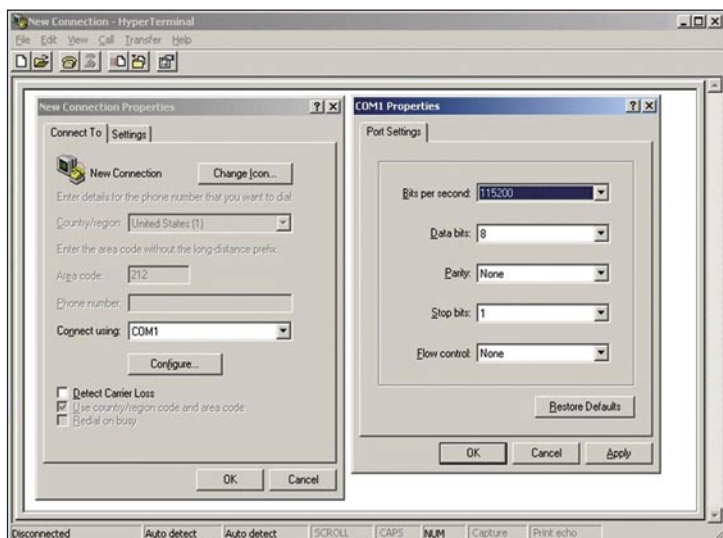 New Connection - HyperTerminal
File Edit View Call Transfer Help
New Connection Properties
Connect To
Settings
New Connection
Change Icon...
Enter details for the phone number that you want to dial:
Country/region: United States (1)
Enter the area code without the long-distance prefix.
Area code: 212
Phone number:
Connect using: COM1
Configure...
Detect Carrier Loss
Use country/region code and area code
Redial on busy
OK Cancel
COM1 Properties
Port Settings
Bits per second: 115200
Data bits: 8
Parity: None
Stop bits: 1
Flow control: None
Restore Defaults
OK Cancel Apply
Disconnected Auto detect Auto detect SCROLL CAPS NUM Capture Print echo